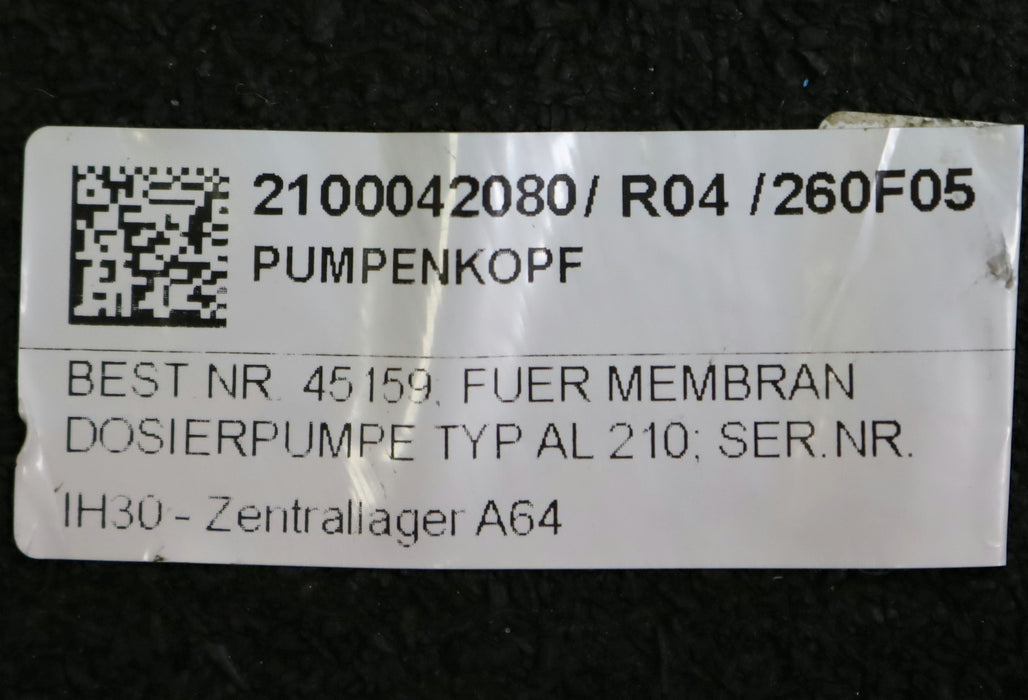 2100042080/ R04 /260F05
PUMPENKOPF
BEST NR. 45159; FUER MEMBRAN
DOSIERPUMPE TYP AL 210; SER.NR.
IH30 - Zentrallager A64